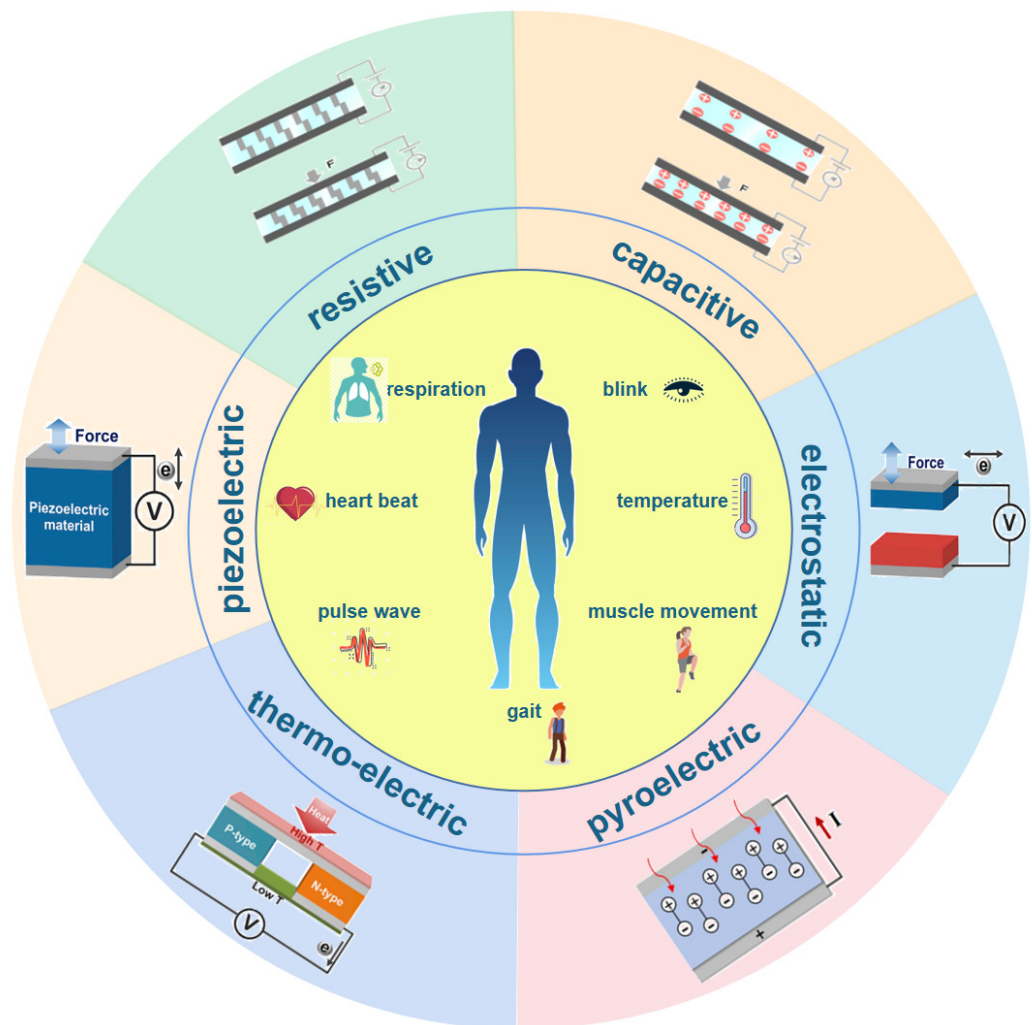 F
F
resistive
F
F
capacitive
respiration
blink
Force
e
Piezoelectric
material
V
piezoelectric
heart beat
temperature
electrostatic
Force
e
V
pulse wave
muscle movement
gait
thermo-electric
pyroelectric
Heat
High T
P-type
N-type
Low T
V
e
I
-
+